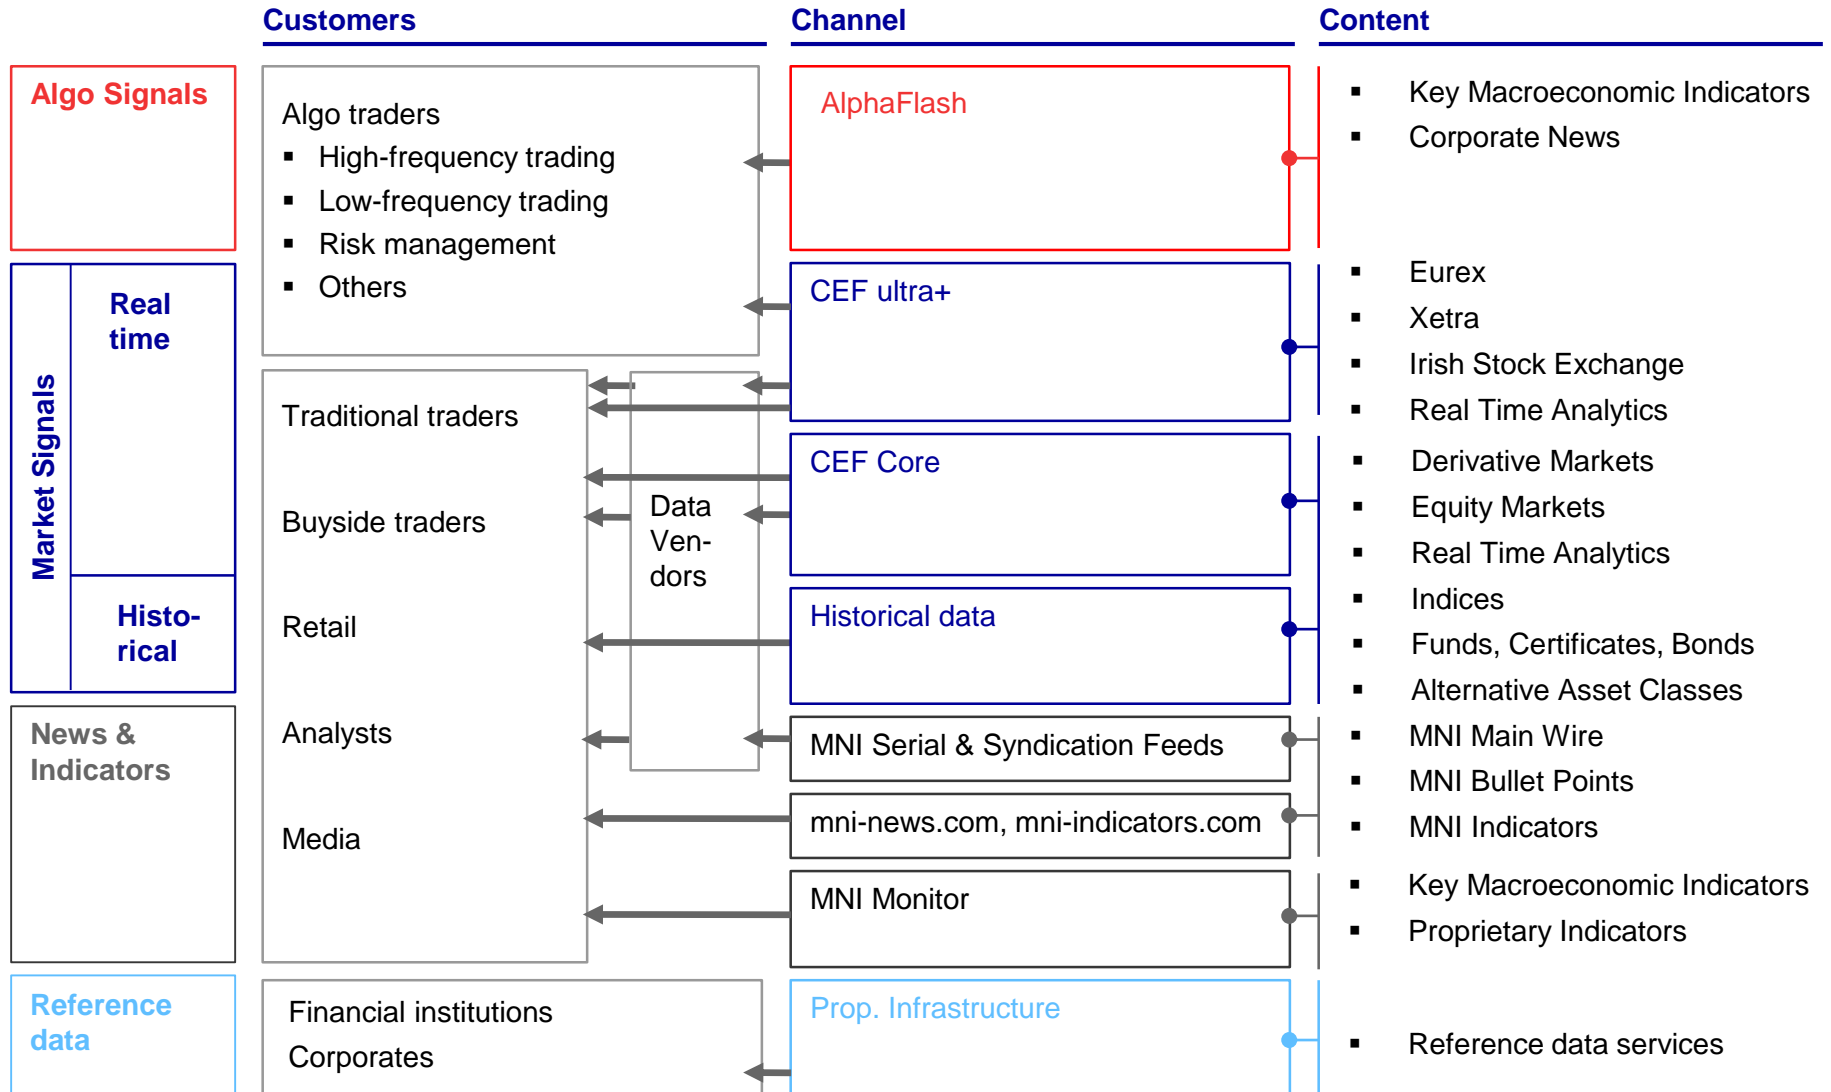 Customers
Channel
Content
Algo Signals
Algo traders
▪ High-frequency trading
▪ Low-frequency trading
▪ Risk management
▪ Others
AlphaFlash
▪ Key Macroeconomic Indicators
▪ Corporate News
Market Signals
Real
time
CEF ultra+
▪ Eurex
▪ Xetra
▪ Irish Stock Exchange
▪ Real Time Analytics
Traditional traders
Buyside traders
Retail
Analysts
Media
Data
Ven-
dors
CEF Core
▪ Derivative Markets
▪ Equity Markets
▪ Real Time Analytics
▪ Indices
▪ Funds, Certificates, Bonds
▪ Alternative Asset Classes
Histo-
rical
Historical data
News &
Indicators
MNI Serial & Syndication Feeds
mni-news.com, mni-indicators.com
▪ MNI Main Wire
▪ MNI Bullet Points
▪ MNI Indicators
MNI Monitor
▪ Key Macroeconomic Indicators
▪ Proprietary Indicators
Reference
data
Financial institutions
Corporates
Prop. Infrastructure
▪ Reference data services